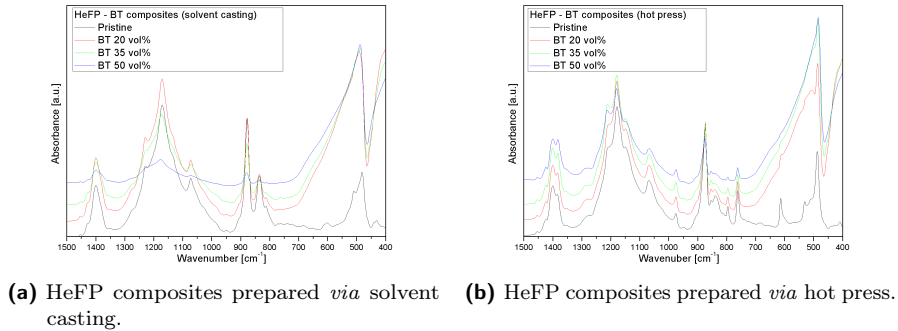 HeFP - BT composites (solvent casting)
Pristine
BT 20 vol%
BT 35 vol%
BT 50 vol%
Absorbance [a.u.]
1500 1400 1300 1200 1100 1000 900 800 700 600 500 400
Wavenumber [cm⁻¹]
(a) HeFP composites prepared via solvent
casting.
HeFP - BT composites (hot press)
Pristine
BT 20 vol%
BT 35 vol%
BT 50 vol%
Absorbance [a.u.]
1500 1400 1300 1200 1100 1000 900 800 700 600 500 400
Wavenumber [cm⁻¹]
(b) HeFP composites prepared via hot press.